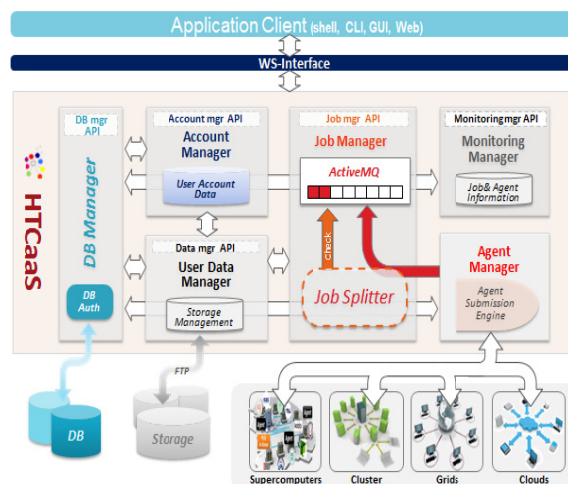 Application Client (shell, CLI, GUI, Web)
WS-Interface
HTCaaS
DB mgr
API
DB Manager
DB
Auth
Account mgr API
Account
Manager
User Account
Data
Data mgr API
User Data
Manager
Storage
Management
Job mgr API
Job Manager
ActiveMQ
Check
Job Splitter
Monitoring mgr API
Monitoring
Manager
Job& Agent
Information
Agent
Manager
Agent
Submission
Engine
FTP
DB
Storage
Supercomputers
Cluster
Grids
Clouds